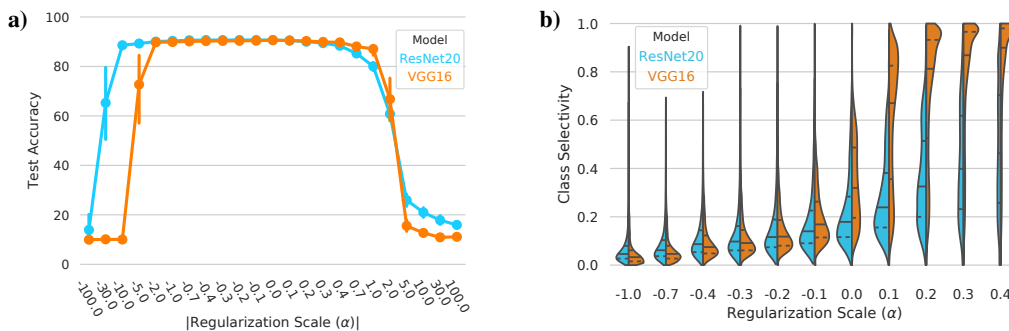 a)
100
80
60
40
20
0
Test Accuracy
Model
ResNet20
VGG16
-100.0
-30.0
-10.0
-5.0
-2.0
-1.0
-0.7
-0.4
-0.3
-0.2
-0.1
0.0
0.1
0.2
0.3
0.4
0.7
1.0
2.0
5.0
10.0
30.0
100.0
|Regularization Scale (α)|
b)
1.0
0.8
0.6
0.4
0.2
0.0
Class Selectivity
Model
ResNet20
VGG16
-1.0 -0.7 -0.4 -0.3 -0.2 -0.1 0.0 0.1 0.2 0.3 0.4
Regularization Scale (α)